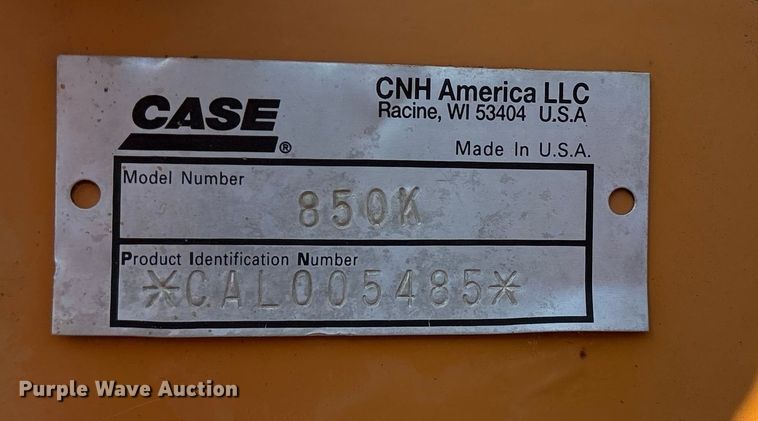 CASE®
CNH America LLC
Racine, WI 53404 U.S.A
Made In U.S.A.
Model Number
850K
Product Identification Number
*CAL005485*
Purple Wave Auction